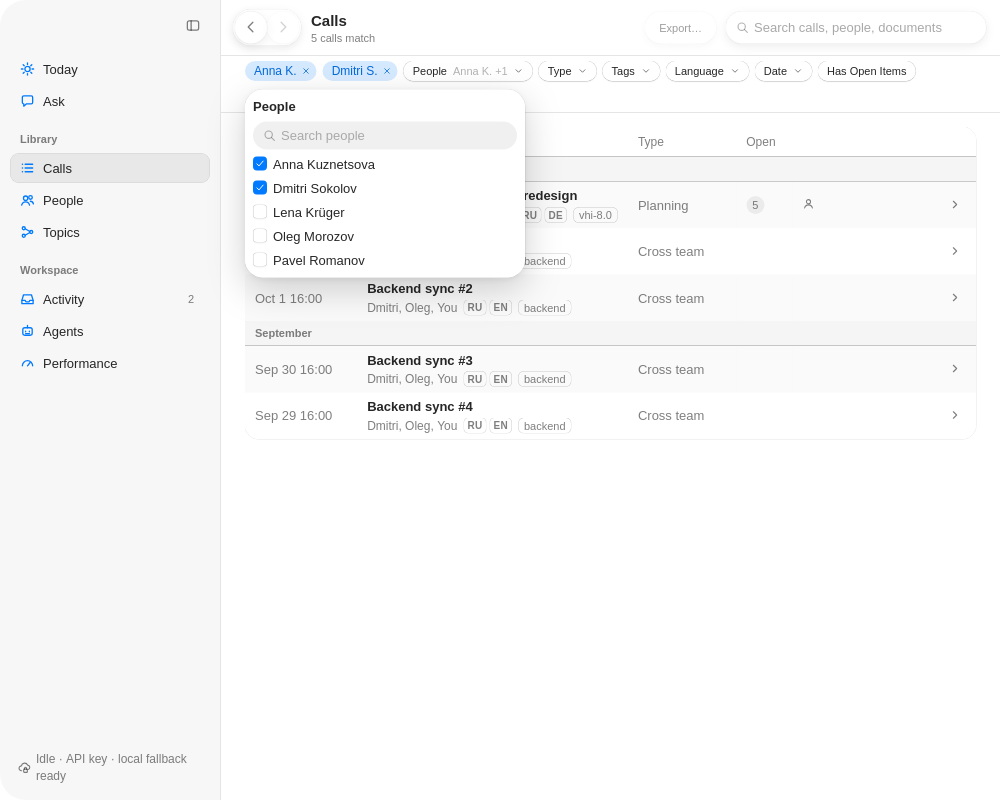 Calls
5 calls match
Export…
Search calls, people, documents
Today
Ask
Library
Calls
People
Topics
Workspace
Activity 2
Agents
Performance
Idle · API key · local fallback
ready
Anna K. Dmitri S. People Anna K. +1 Type Tags Language Date Has Open Items
People
Search people
Anna Kuznetsova
Dmitri Sokolov
Lena Krüger
Oleg Morozov
Pavel Romanov
Type Open
redesign
RU DE vhi-8.0 Planning 5
backend Cross team
Oct 1 16:00 Backend sync #2 Cross team
Dmitri, Oleg, You RU EN backend
September
Sep 30 16:00 Backend sync #3 Cross team
Dmitri, Oleg, You RU EN backend
Sep 29 16:00 Backend sync #4 Cross team
Dmitri, Oleg, You RU EN backend